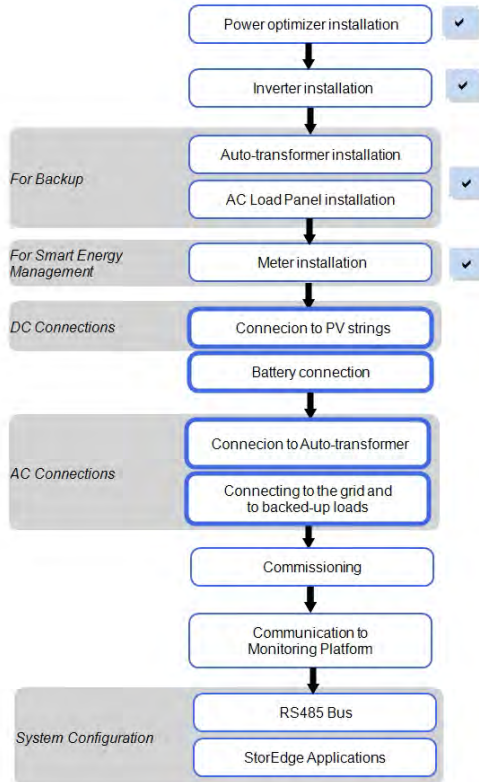 Power optimizer installation
Inverter installation
Auto-transformer installation
For Backup
AC Load Panel installation
For Smart Energy
Management
Meter installation
DC Connections
Connecion to PV strings
Battery connection
Connecion to Auto-transformer
AC Connections
Connecting to the grid and
to backed-up loads
Commissioning
Communication to
Monitoring Platform
RS485 Bus
System Configuration
StorEdge Applications